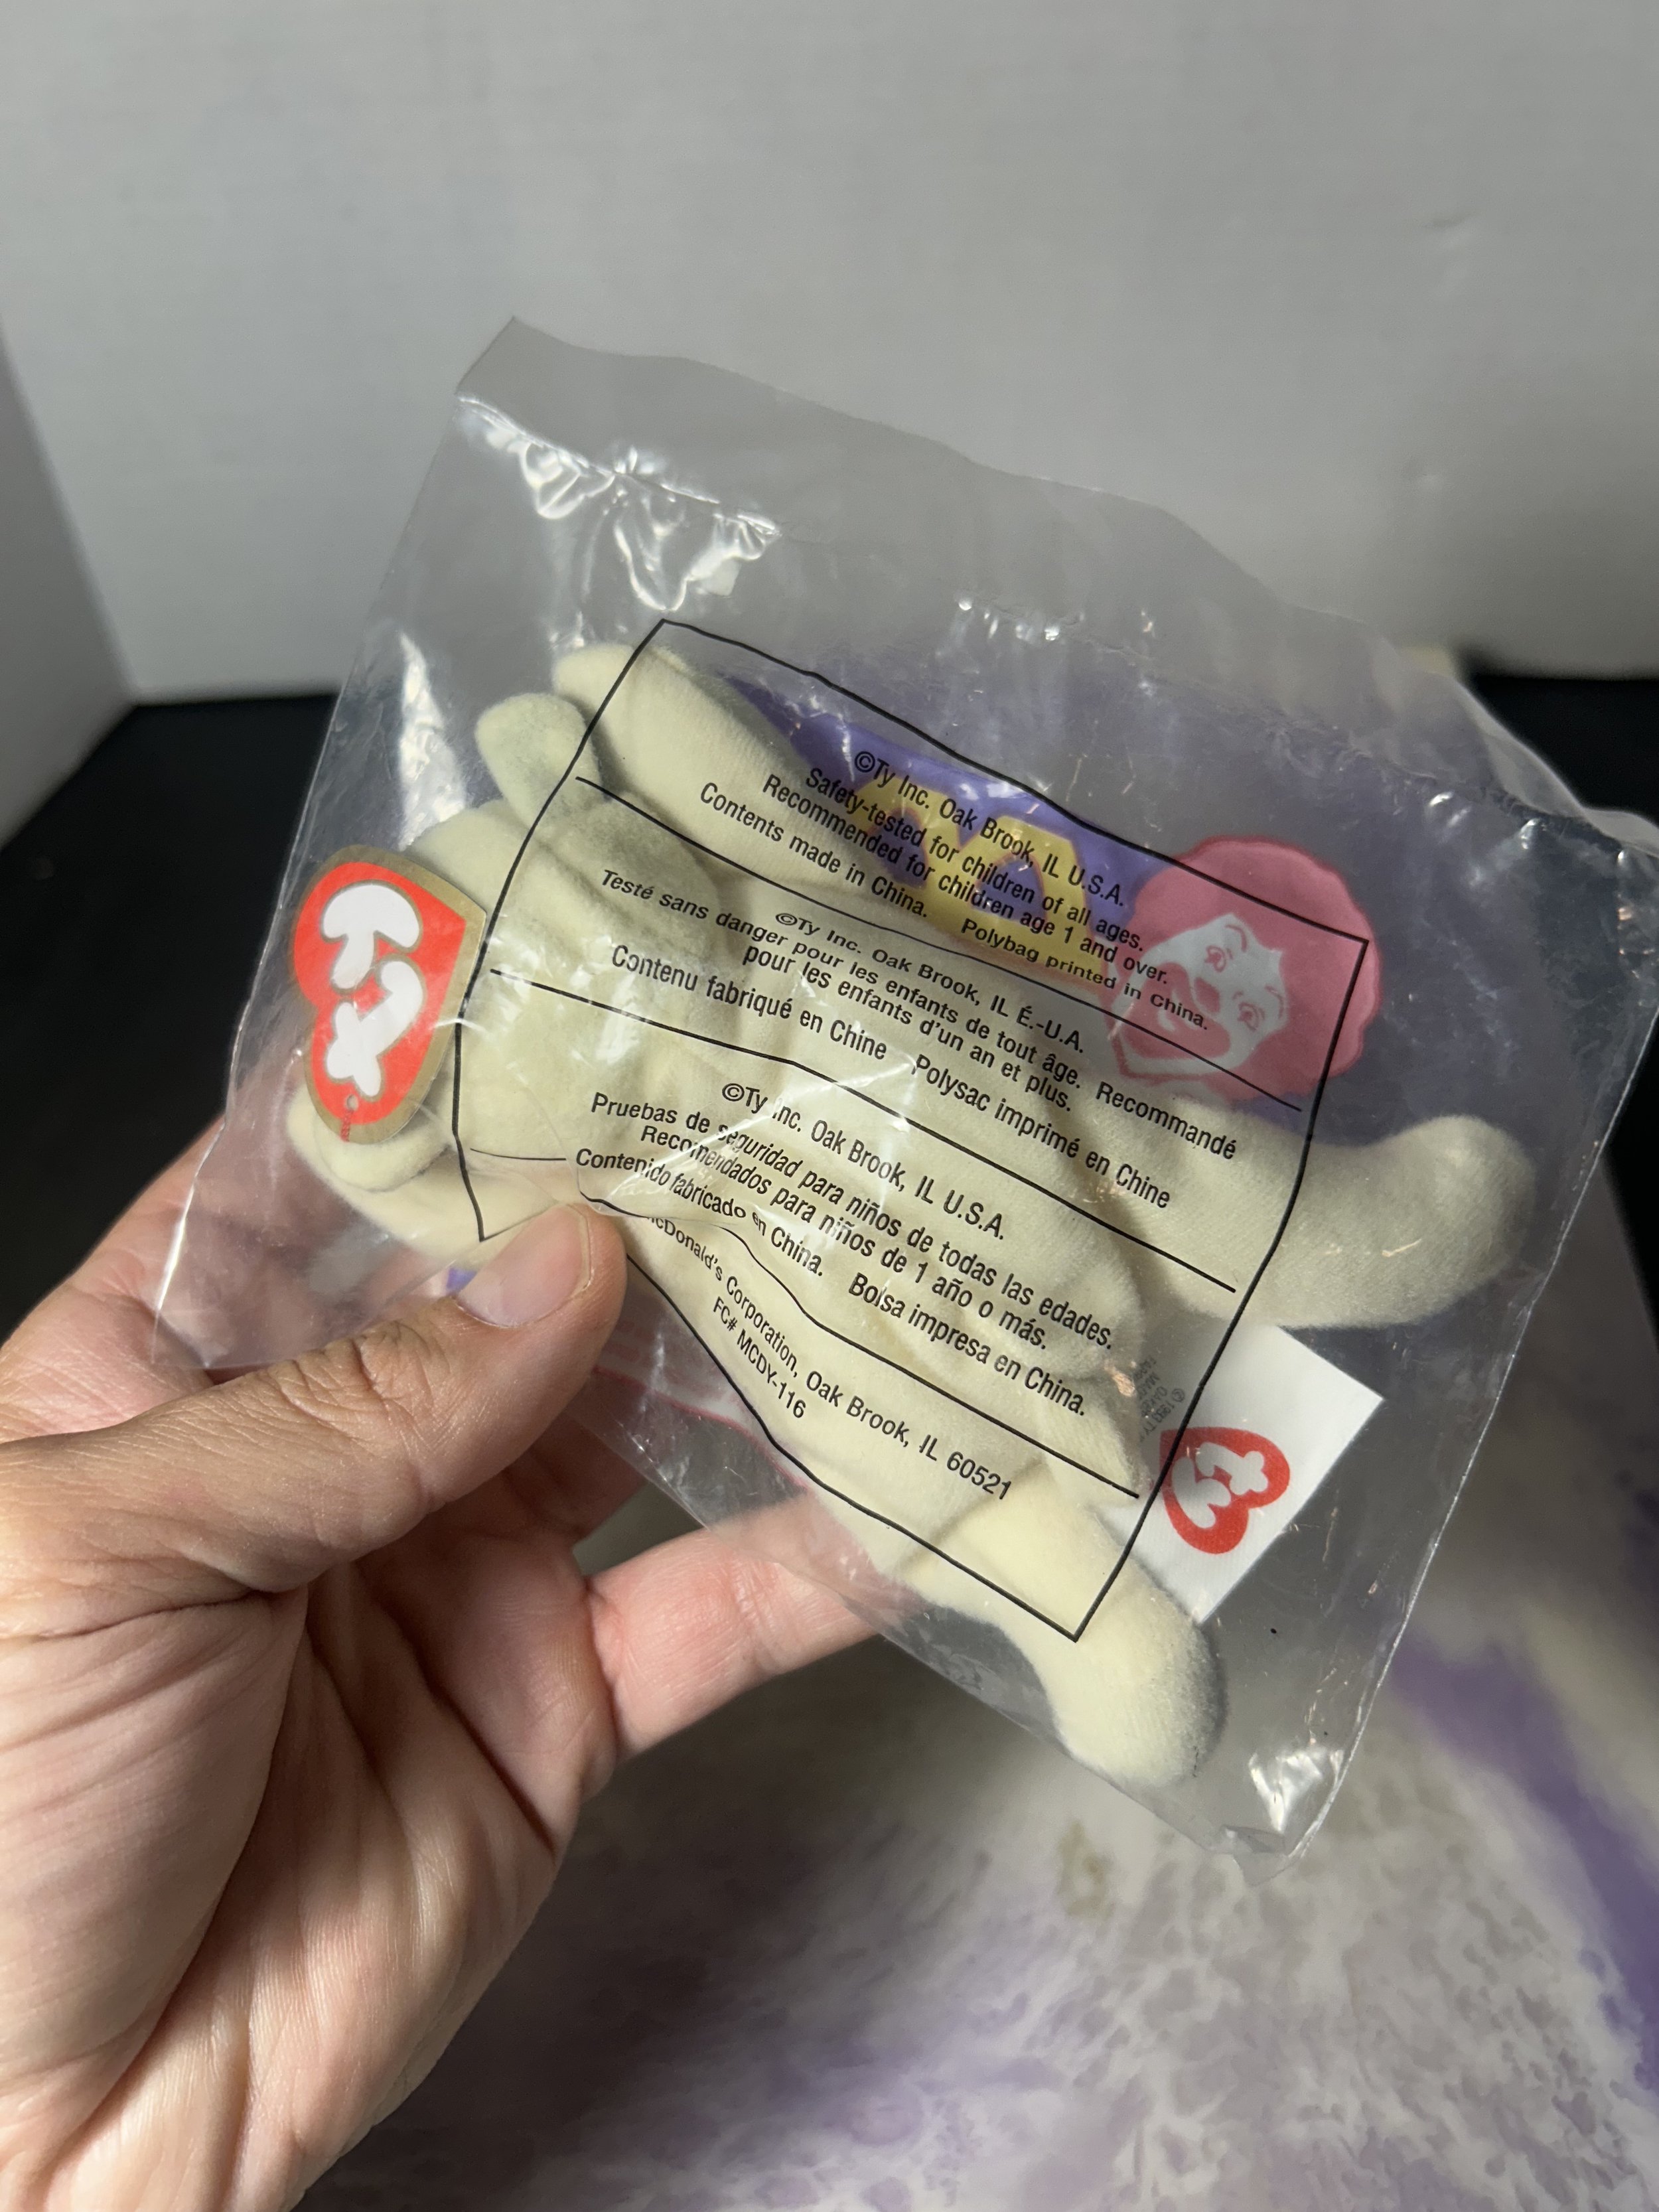 ty
©Ty Inc. Oak Brook, IL U.S.A.
Safety-tested for children of all ages.
Recommended for children age 1 and over.
Contents made in China. Polybag printed in China.
©Ty Inc. Oak Brook, IL É.-U.A.
Testé sans danger pour les enfants de tout âge. Recommandé
pour les enfants d'un an et plus.
Contenu fabriqué en Chine Polysac imprimé en Chine
©Ty Inc. Oak Brook, IL U.S.A.
Pruebas de seguridad para niños de todas las edades.
Recomendados para niños de 1 año o más.
Contenido fabricado en China. Bolsa impresa en China.
McDonald's Corporation, Oak Brook, IL 60521
FC# MCDY-116
ty